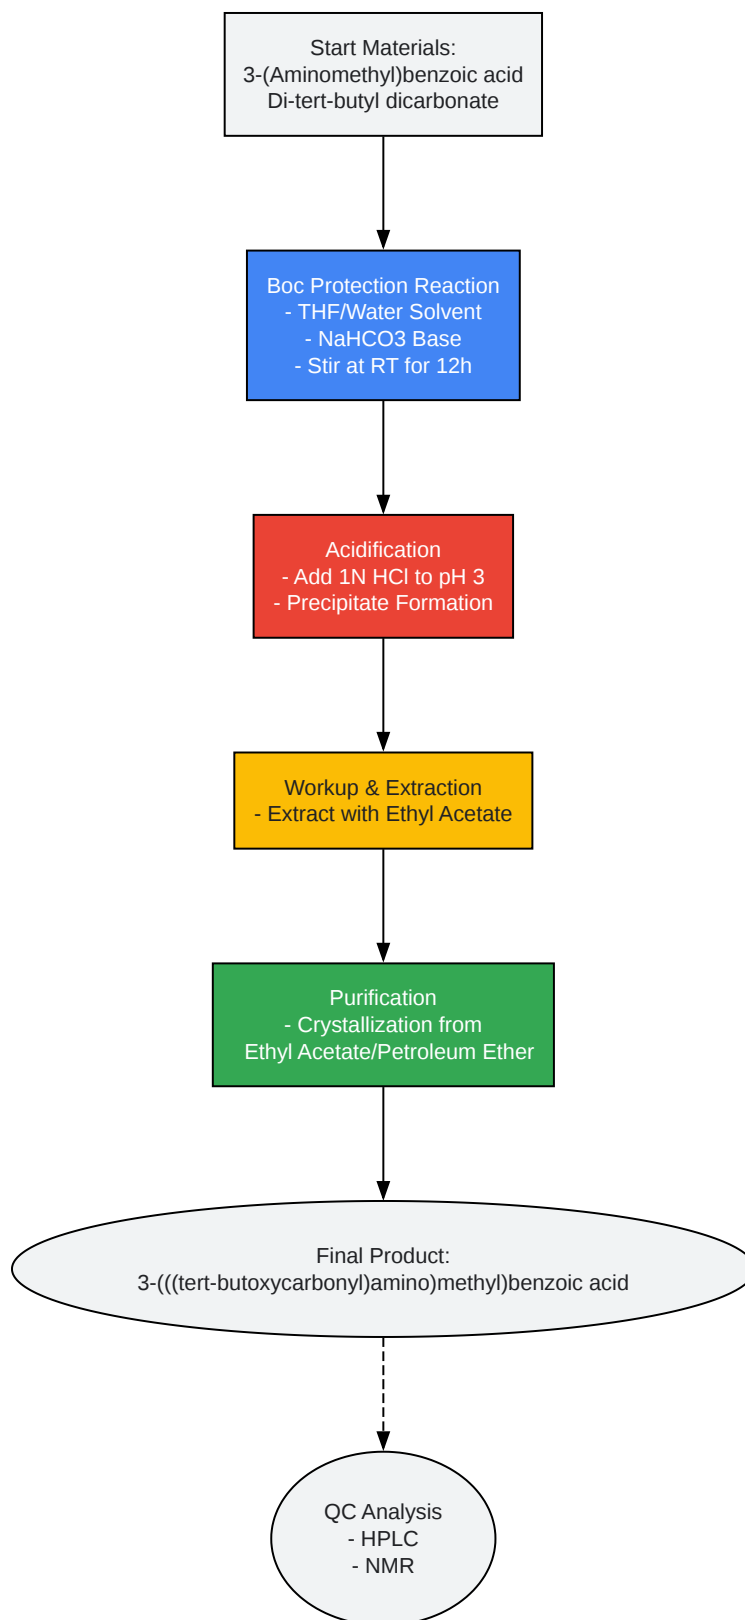 Start Materials:
3-(Aminomethyl)benzoic acid
Di-tert-butyl dicarbonate
Boc Protection Reaction
- THF/Water Solvent
- NaHCO3 Base
- Stir at RT for 12h
Acidification
- Add 1N HCl to pH 3
- Precipitate Formation
Workup & Extraction
- Extract with Ethyl Acetate
Purification
- Crystallization from
Ethyl Acetate/Petroleum Ether
Final Product:
3-(((tert-butoxycarbonyl)amino)methyl)benzoic acid
QC Analysis
- HPLC
- NMR